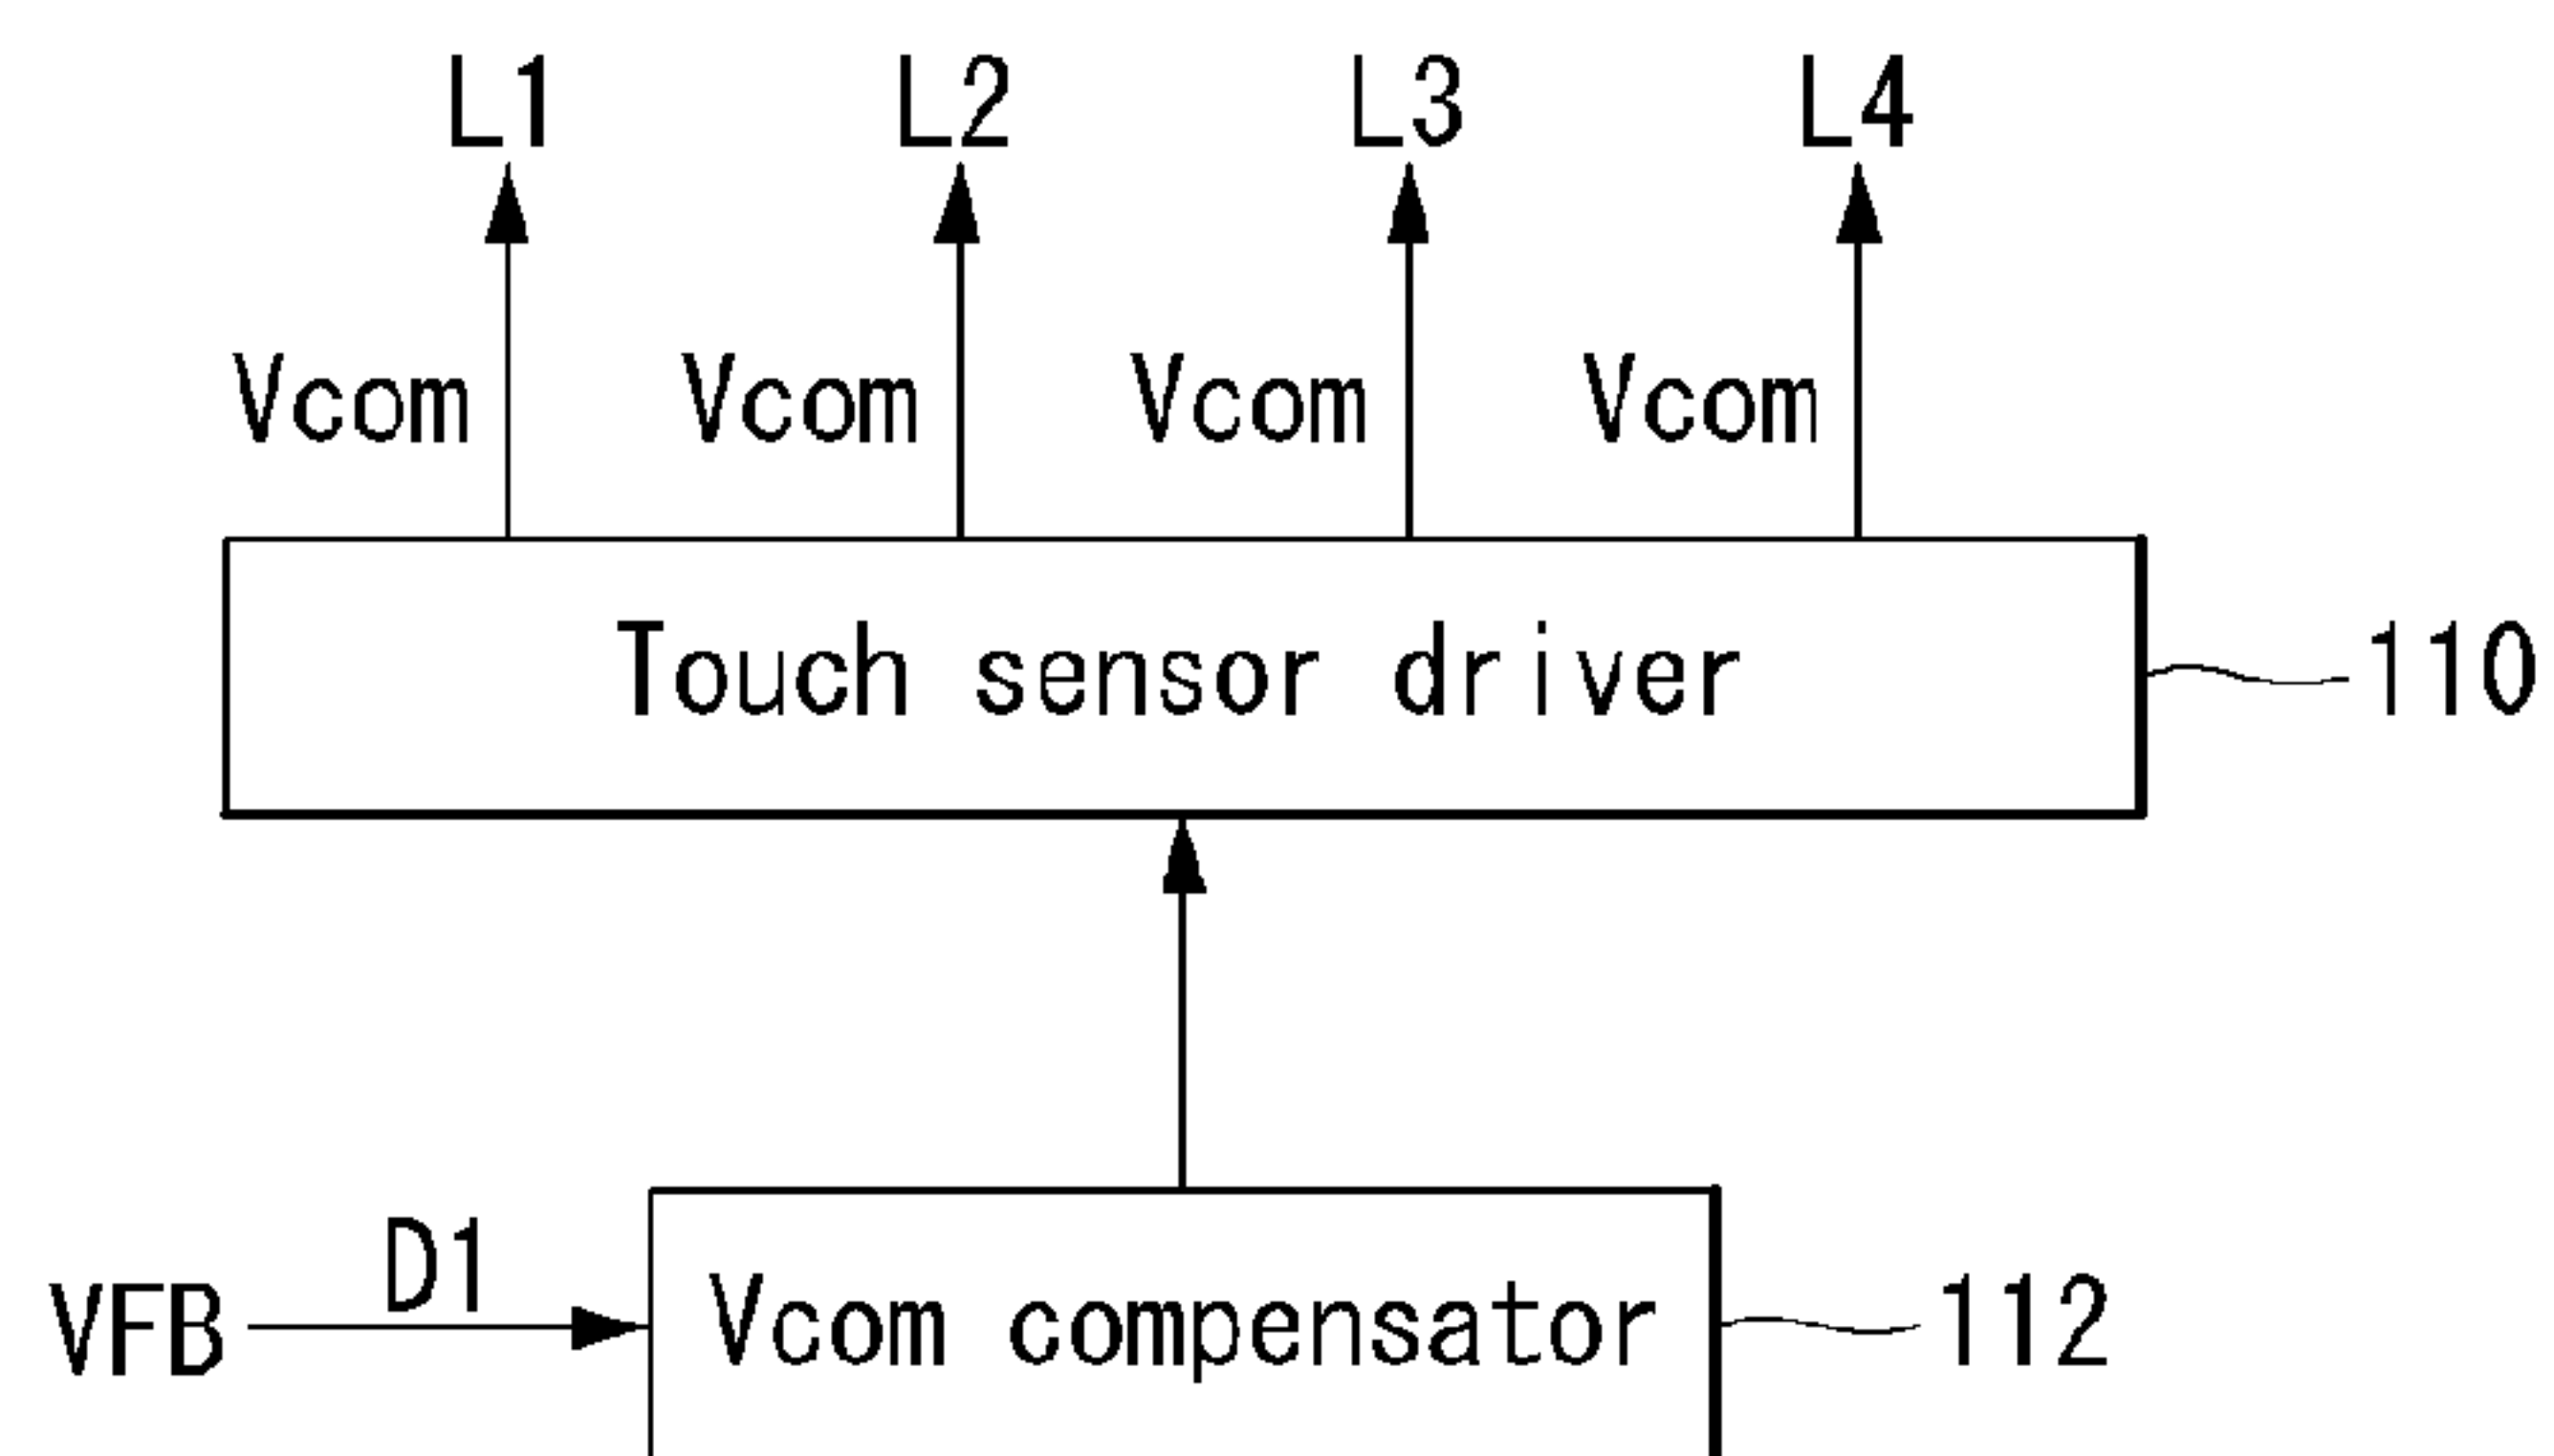 L1 L2 L3 L4
Vcom Vcom Vcom Vcom
Touch sensor driver 110
D1
VFB Vcom compensator 112